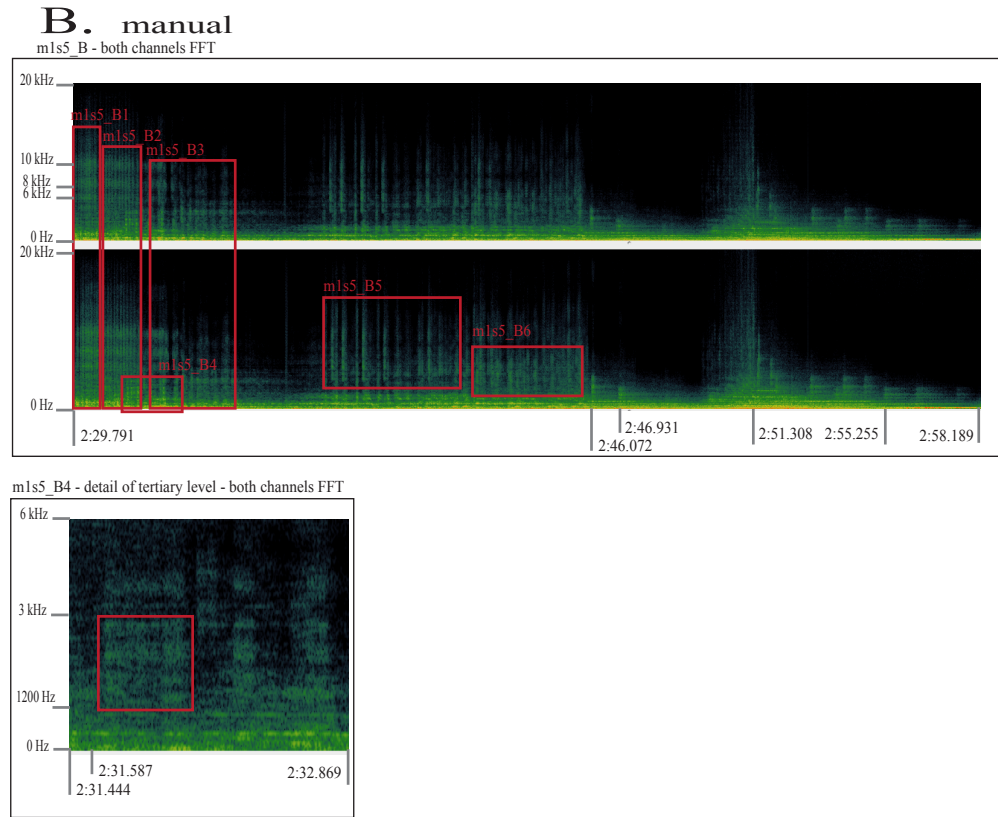 B. manual
m1s5_B - both channels FFT
20 kHz
m1s5_B1
m1s5_B2
m1s5_B3
10 kHz
8 kHz
6 kHz
0 Hz
20 kHz
m1s5_B5
m1s5_B6
m1s5_B4
0 Hz
2:29.791
2:46.931
2:46.072
2:51.308
2:55.255
2:58.189
m1s5_B4 - detail of tertiary level - both channels FFT
6 kHz
3 kHz
1200 Hz
0 Hz
2:31.587
2:32.869
2:31.444